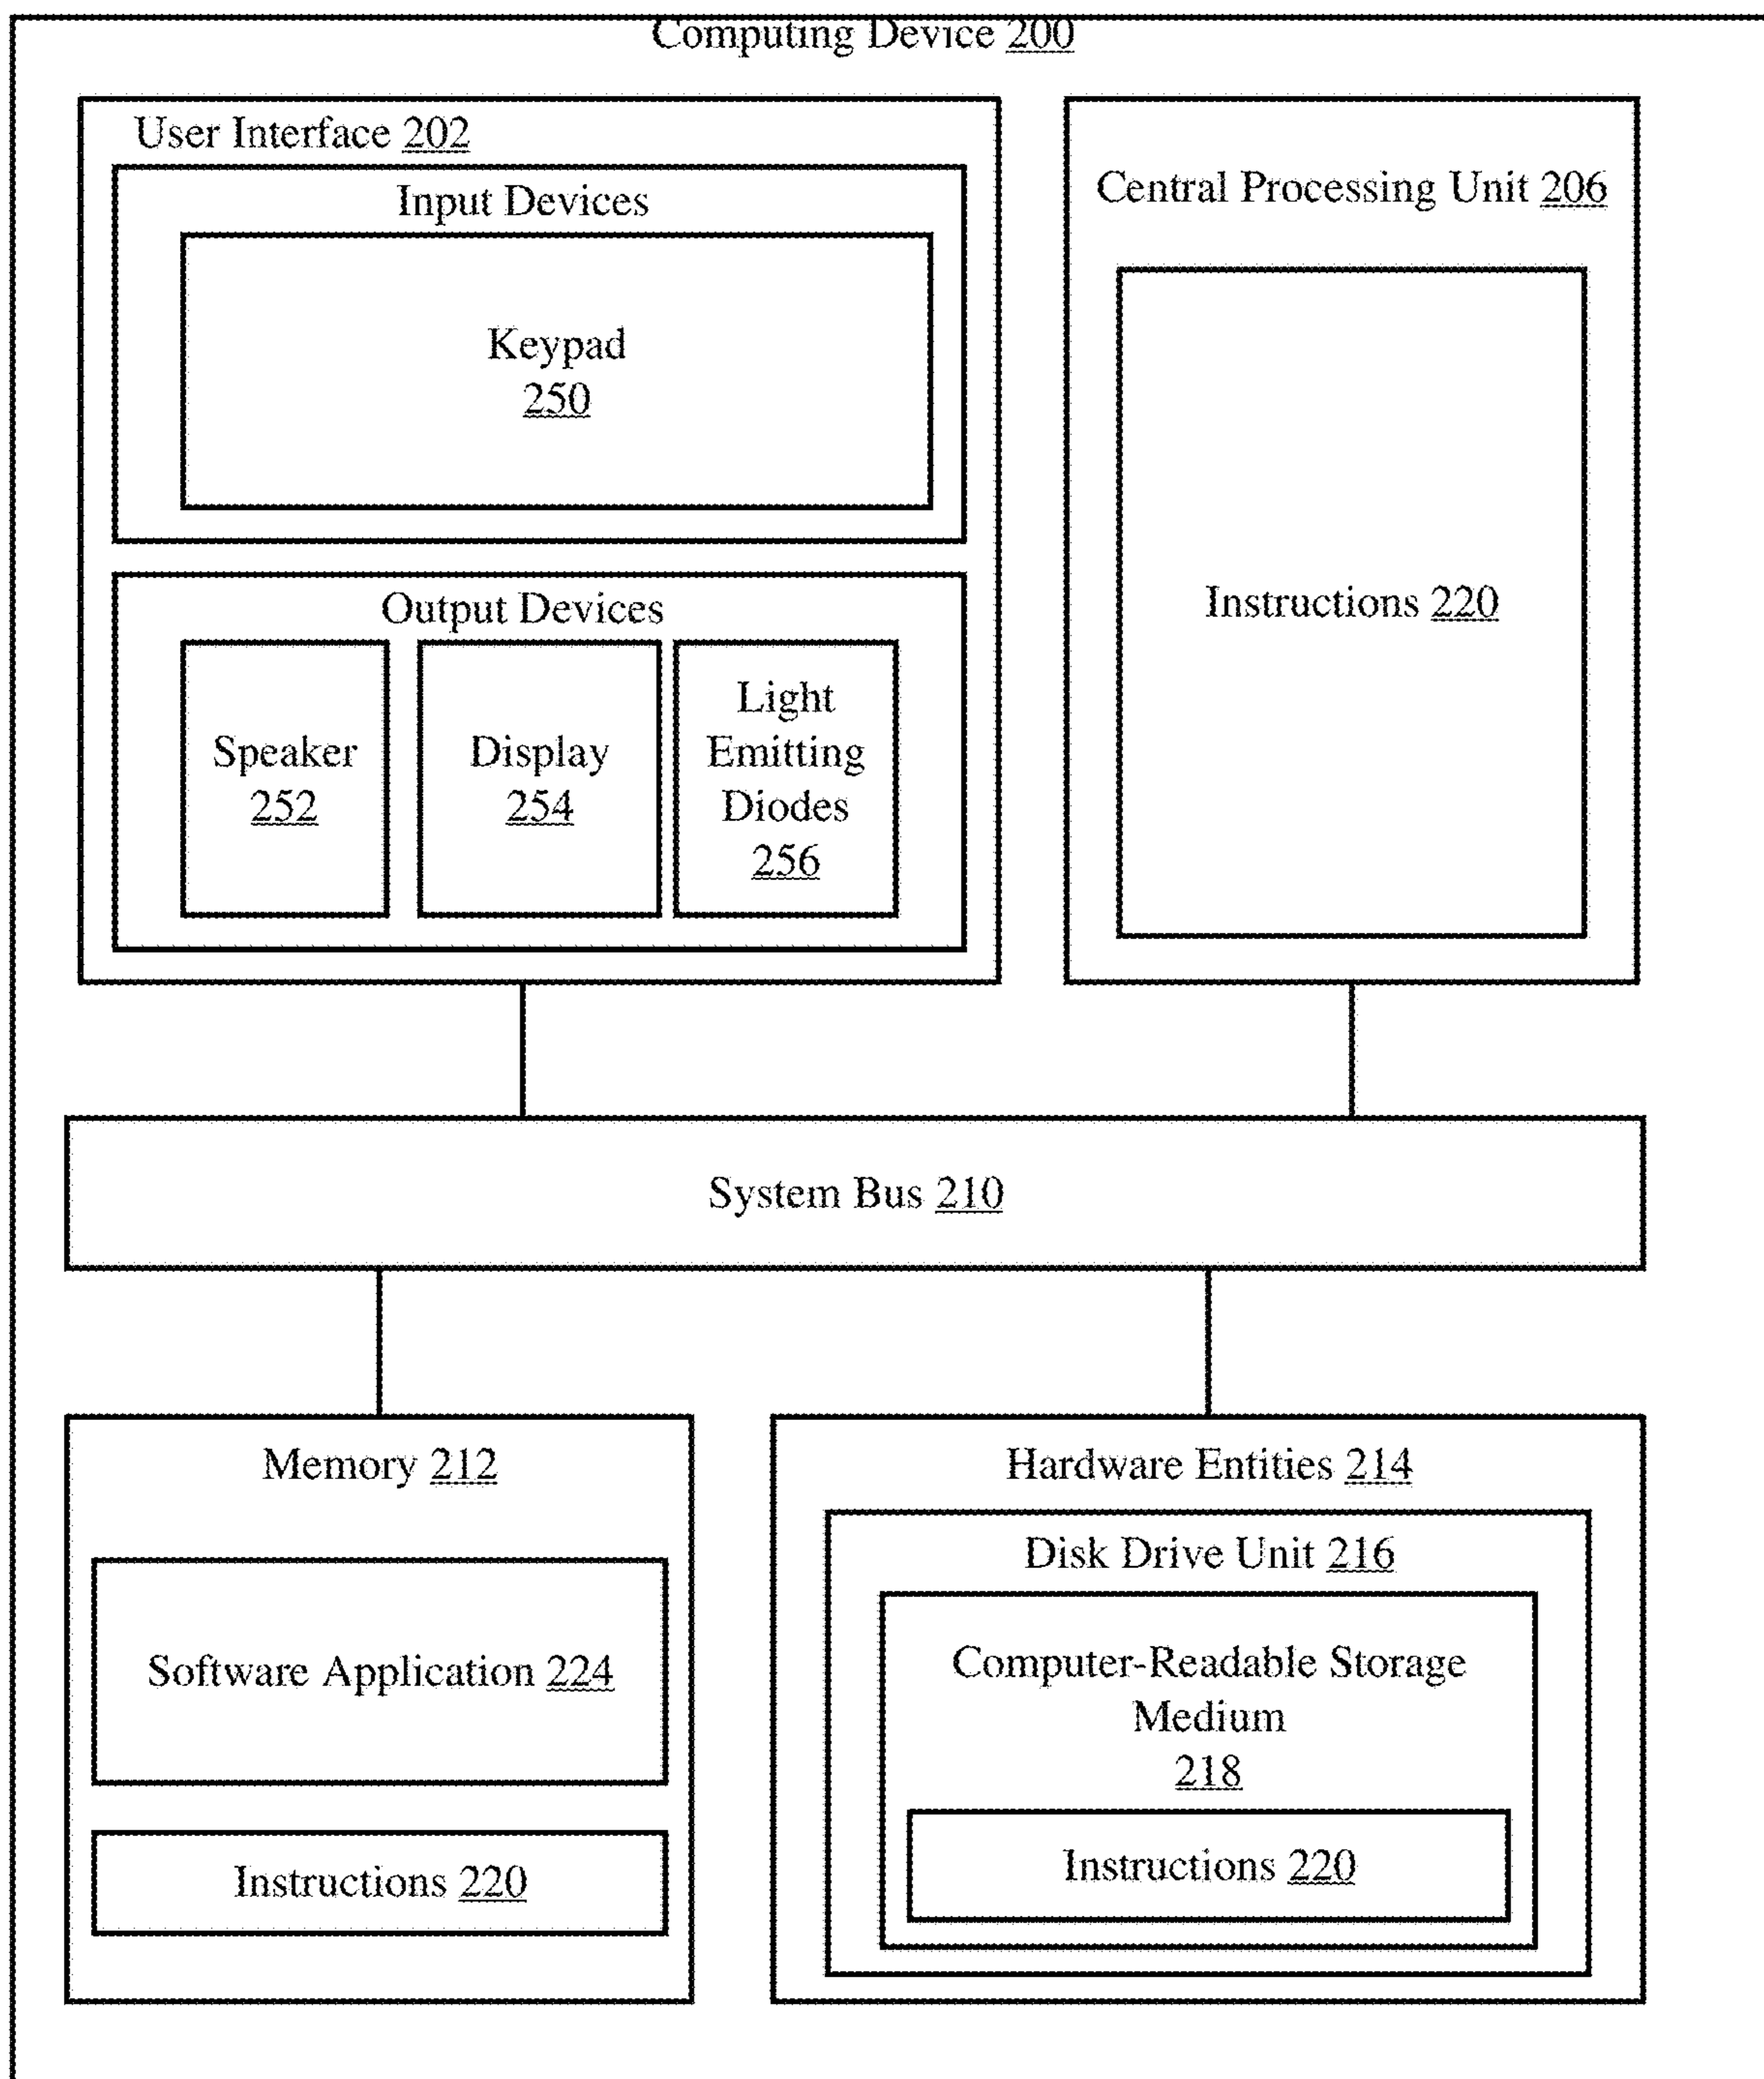 Computing Device 200
User Interface 202
Input Devices
Keypad
250
Output Devices
Speaker
252
Display
254
Light
Emitting
Diodes
256
Central Processing Unit 206
Instructions 220
System Bus 210
Memory 212
Software Application 224
Instructions 220
Hardware Entities 214
Disk Drive Unit 216
Computer-Readable Storage
Medium
218
Instructions 220